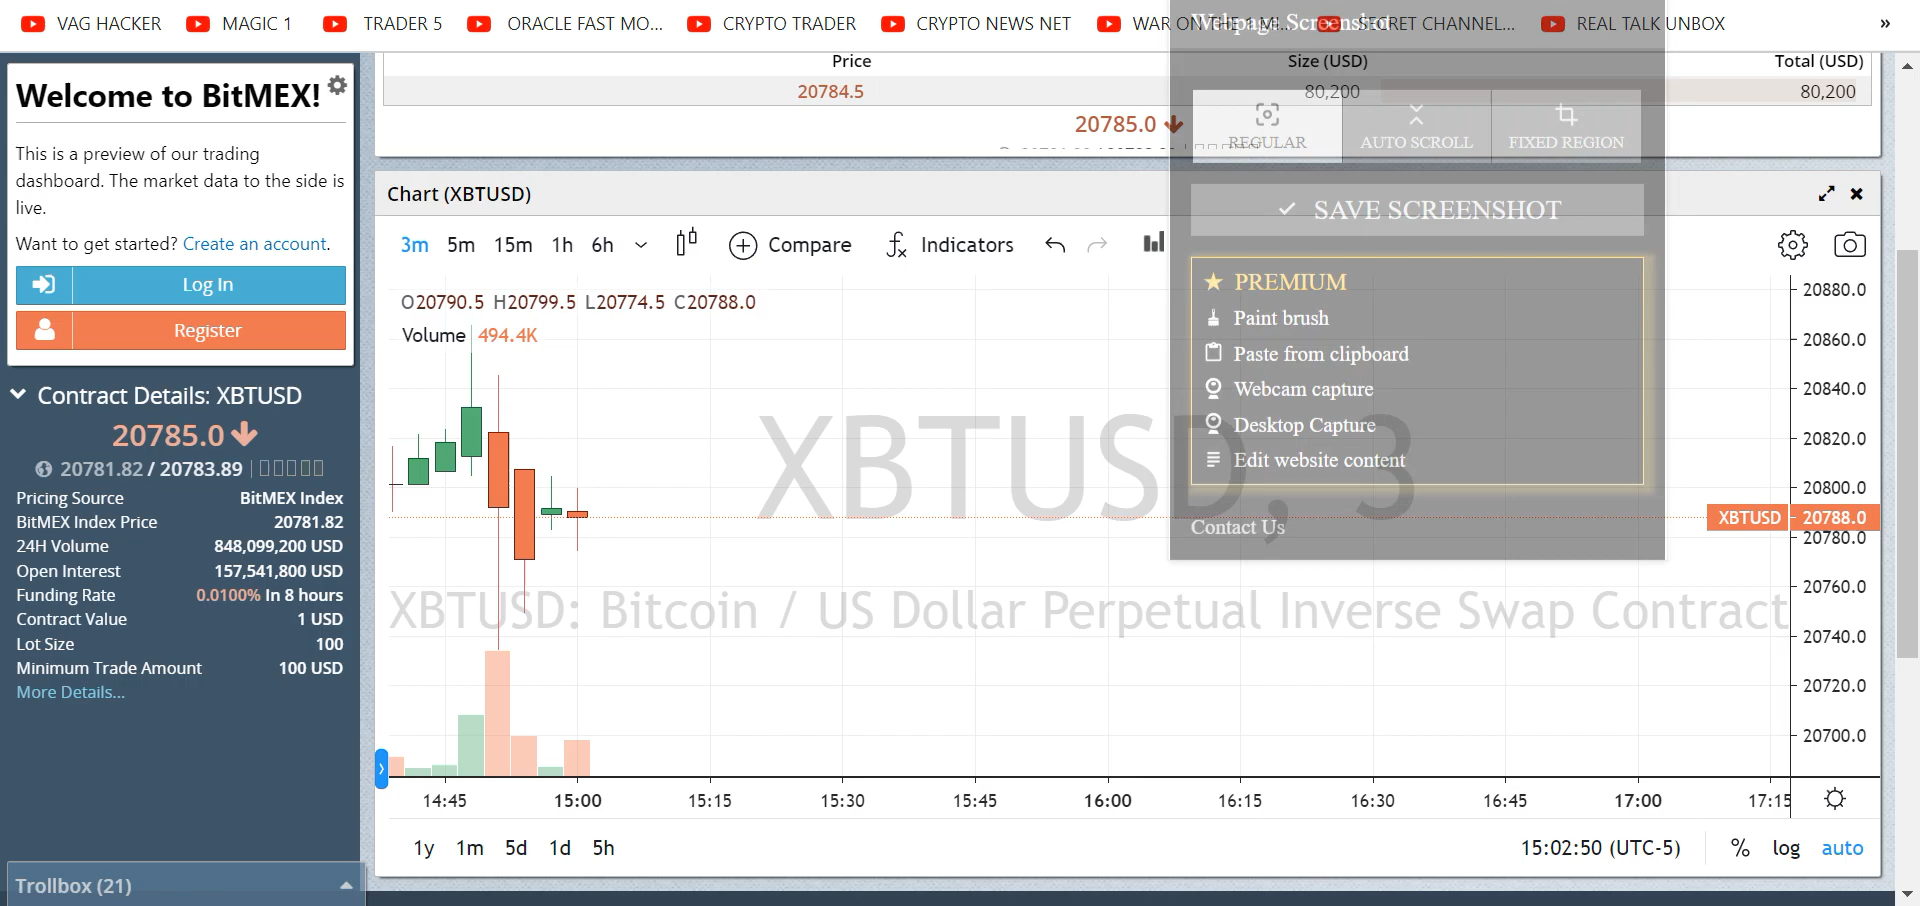 VAG HACKER MAGIC 1 TRADER 5 ORACLE FAST MO... CRYPTO TRADER CRYPTO NEWS NET WAR ON THE 1 MI... SECRET CHANNEL... REAL TALK UNBOX »
Webpage Screenshot
Welcome to BitMEX!
This is a preview of our trading
dashboard. The market data to the side is
live.
Want to get started? Create an account.
Log In
Register
Contract Details: XBTUSD
20785.0
20781.82 / 20783.89
Pricing Source BitMEX Index
BitMEX Index Price 20781.82
24H Volume 848,099,200 USD
Open Interest 157,541,800 USD
Funding Rate 0.0100% In 8 hours
Contract Value 1 USD
Lot Size 100
Minimum Trade Amount 100 USD
More Details...
Trollbox (21)
Price Size (USD) Total (USD)
20784.5 80,200 80,200
20785.0
REGULAR AUTO SCROLL FIXED REGION
SAVE SCREENSHOT
PREMIUM
Paint brush
Paste from clipboard
Webcam capture
Desktop Capture
Edit website content
Contact Us
Chart (XBTUSD)
3m 5m 15m 1h 6h Compare Indicators
O20790.5 H20799.5 L20774.5 C20788.0
Volume 494.4K
XBTUSD, 3
XBTUSD: Bitcoin / US Dollar Perpetual Inverse Swap Contract
20880.0
20860.0
20840.0
20820.0
20800.0
XBTUSD 20788.0
20780.0
20760.0
20740.0
20720.0
20700.0
14:45 15:00 15:15 15:30 15:45 16:00 16:15 16:30 16:45 17:00 17:15
1y 1m 5d 1d 5h 15:02:50 (UTC-5) % log auto